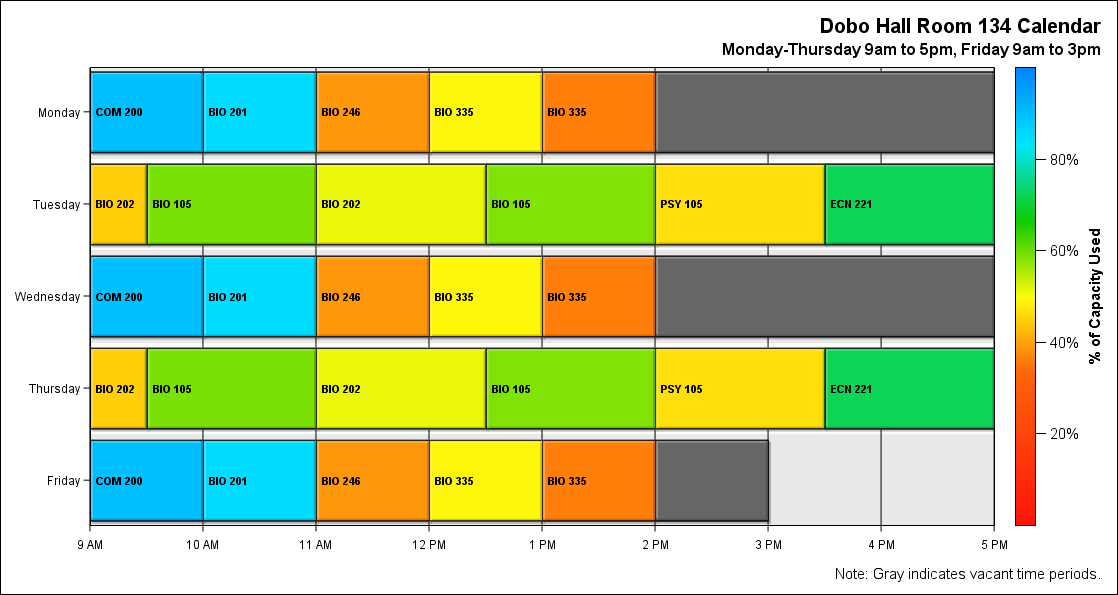 Dobo Hall Room 134 Calendar
Monday-Thursday 9am to 5pm, Friday 9am to 3pm
Monday
COM 200 BIO 201 BIO 246 BIO 335 BIO 335
Tuesday
BIO 202 BIO 105 BIO 202 BIO 105 PSY 105 ECN 221
Wednesday
COM 200 BIO 201 BIO 246 BIO 335 BIO 335
Thursday
BIO 202 BIO 105 BIO 202 BIO 105 PSY 105 ECN 221
Friday
COM 200 BIO 201 BIO 246 BIO 335 BIO 335
9 AM 10 AM 11 AM 12 PM 1 PM 2 PM 3 PM 4 PM 5 PM
80%
60%
40%
20%
% of Capacity Used
Note: Gray indicates vacant time periods.